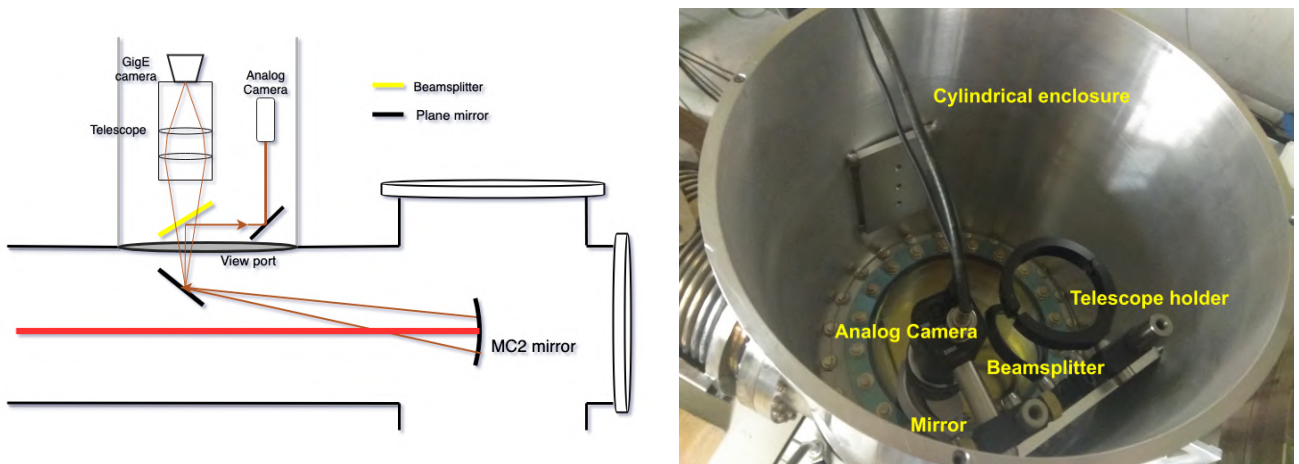 GigE
camera
Analog
Camera
Telescope
Beamsplitter
Plane mirror
View port
MC2 mirror
Cylindrical enclosure
Telescope holder
Analog Camera
Beamsplitter
Mirror